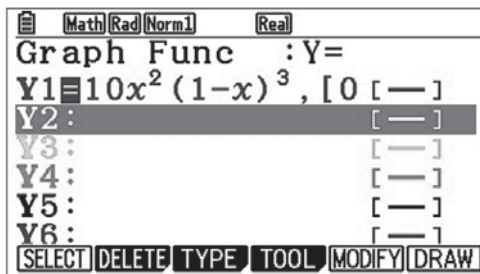 Math Rad Norm1 Real
Graph Func :Y=
Y1=10x²(1-x)³,[0 [—]
Y2: [—]
Y3: [—]
Y4: [—]
Y5: [—]
Y6: [—]
SELECT DELETE TYPE TOOL MODIFY DRAW